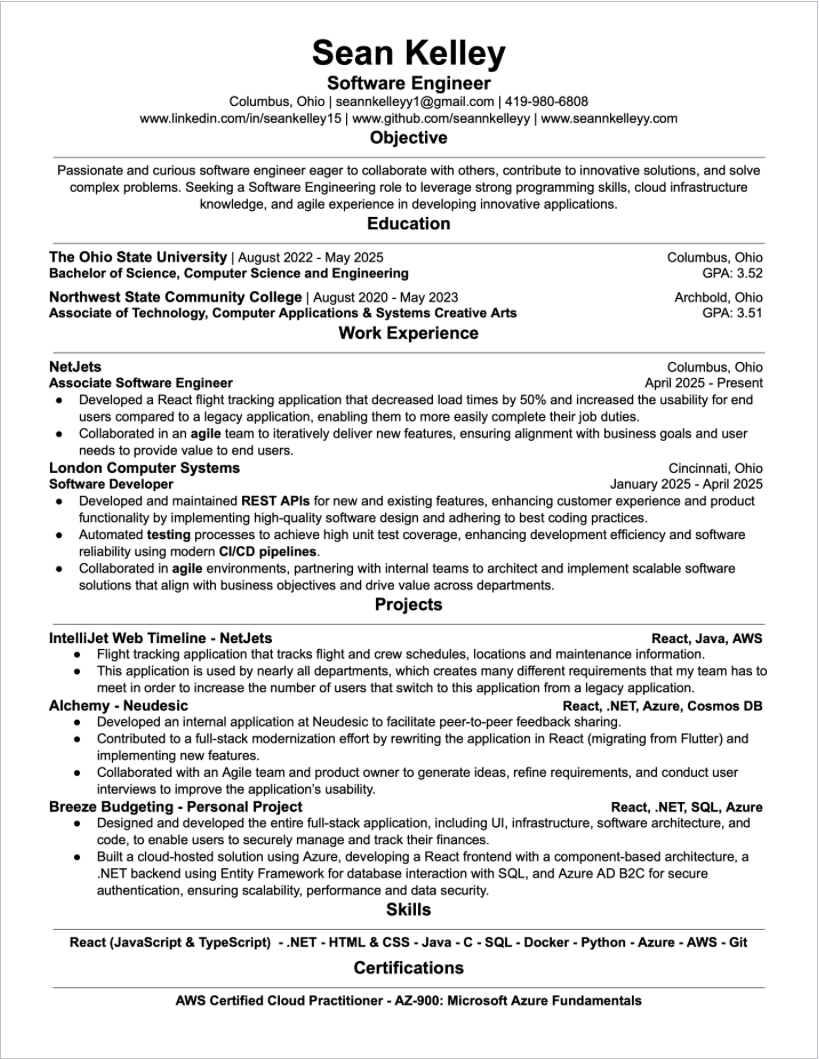 Sean Kelley
Software Engineer
Columbus, Ohio | seannkelleyy1@gmail.com | 419-980-6808
www.linkedin.com/in/seankelley15 | www.github.com/seannkelleyy | www.seannkelleyy.com
Objective
Passionate and curious software engineer eager to collaborate with others, contribute to innovative solutions, and solve
complex problems. Seeking a Software Engineering role to leverage strong programming skills, cloud infrastructure
knowledge, and agile experience in developing innovative applications.
Education
The Ohio State University | August 2022 - May 2025 Columbus, Ohio
Bachelor of Science, Computer Science and Engineering GPA: 3.52
Northwest State Community College | August 2020 - May 2023 Archbold, Ohio
Associate of Technology, Computer Applications & Systems Creative Arts GPA: 3.51
Work Experience
NetJets Columbus, Ohio
Associate Software Engineer April 2025 - Present
● Developed a React flight tracking application that decreased load times by 50% and increased the usability for end
users compared to a legacy application, enabling them to more easily complete their job duties.
● Collaborated in an agile team to iteratively deliver new features, ensuring alignment with business goals and user
needs to provide value to end users.
London Computer Systems Cincinnati, Ohio
Software Developer January 2025 - April 2025
● Developed and maintained REST APIs for new and existing features, enhancing customer experience and product
functionality by implementing high-quality software design and adhering to best coding practices.
● Automated testing processes to achieve high unit test coverage, enhancing development efficiency and software
reliability using modern CI/CD pipelines.
● Collaborated in agile environments, partnering with internal teams to architect and implement scalable software
solutions that align with business objectives and drive value across departments.
Projects
IntelliJet Web Timeline - NetJets React, Java, AWS
● Flight tracking application that tracks flight and crew schedules, locations and maintenance information.
● This application is used by nearly all departments, which creates many different requirements that my team has to
meet in order to increase the number of users that switch to this application from a legacy application.
Alchemy - Neudesic React, .NET, Azure, Cosmos DB
● Developed an internal application at Neudesic to facilitate peer-to-peer feedback sharing.
● Contributed to a full-stack modernization effort by rewriting the application in React (migrating from Flutter) and
implementing new features.
● Collaborated with an Agile team and product owner to generate ideas, refine requirements, and conduct user
interviews to improve the application's usability.
Breeze Budgeting - Personal Project React, .NET, SQL, Azure
● Designed and developed the entire full-stack application, including UI, infrastructure, software architecture, and
code, to enable users to securely manage and track their finances.
● Built a cloud-hosted solution using Azure, developing a React frontend with a component-based architecture, a
.NET backend using Entity Framework for database interaction with SQL, and Azure AD B2C for secure
authentication, ensuring scalability, performance and data security.
Skills
React (JavaScript & TypeScript) - .NET - HTML & CSS - Java - C - SQL - Docker - Python - Azure - AWS - Git
Certifications
AWS Certified Cloud Practitioner - AZ-900: Microsoft Azure Fundamentals